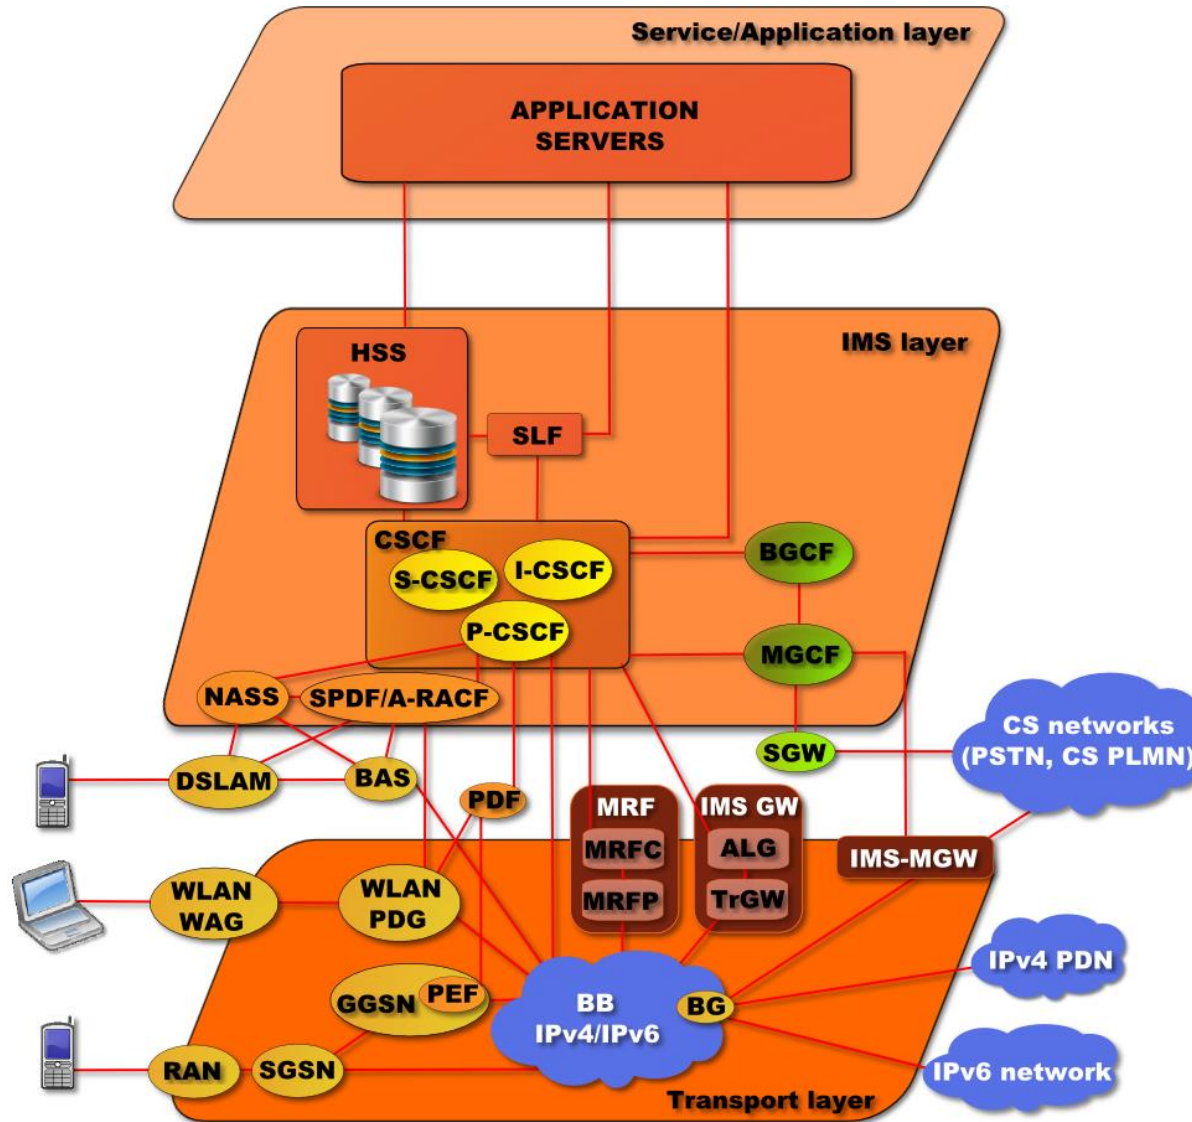 Service/Application layer
APPLICATION
SERVERS
IMS layer
HSS
SLF
CSCF
S-CSCF
I-CSCF
P-CSCF
BGCF
MGCF
NASS
SPDF/A-RACF
SGW
CS networks
(PSTN, CS PLMN)
DSLAM
BAS
PDF
MRF
MRFC
MRFP
IMS GW
ALG
TrGW
IMS-MGW
WLAN
WAG
WLAN
PDG
GGSN
PEF
BB
IPv4/IPv6
BG
IPv4 PDN
RAN
SGSN
IPv6 network
Transport layer